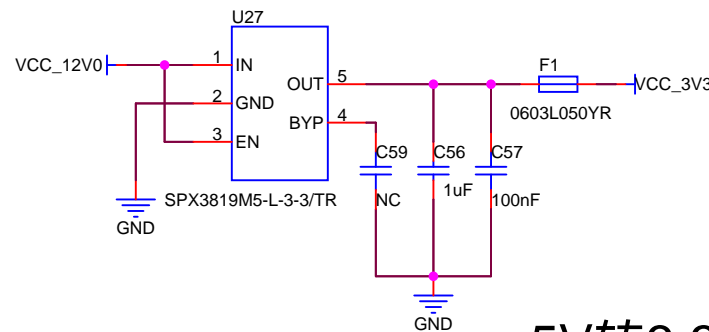 U27
VCC_12V0
1
IN
2
GND
3
EN
OUT
5
BYP
4
F1
VCC_3V3
0603L050YR
C59
C56
C57
NC
1uF
100nF
SPX3819M5-L-3-3/TR
GND
GND